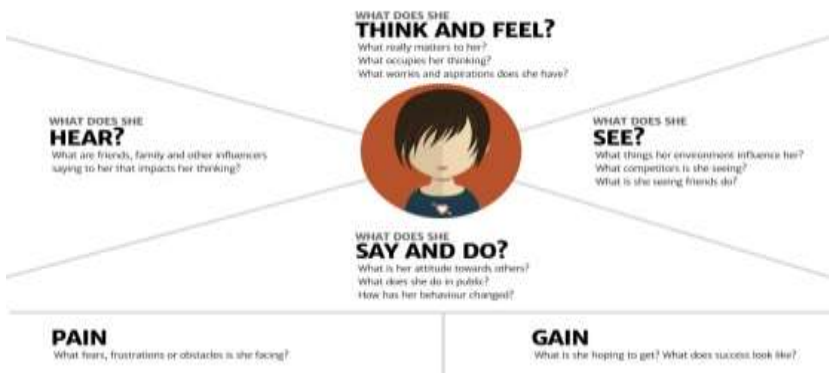 WHAT DOES SHE
THINK AND FEEL?
What really matters to her?
What occupies her thinking?
What worries and aspirations does she have?
WHAT DOES SHE
HEAR?
What are friends, family and other influencers
saying to her that impacts her thinking?
WHAT DOES SHE
SEE?
What things her environment influence her?
What competitors is she seeing?
What is she seeing friends do?
WHAT DOES SHE
SAY AND DO?
What is her attitude towards others?
What does she do in public?
How has her behaviour changed?
PAIN
What fears, frustrations or obstacles is she facing?
GAIN
What is she hoping to get? What does success look like?